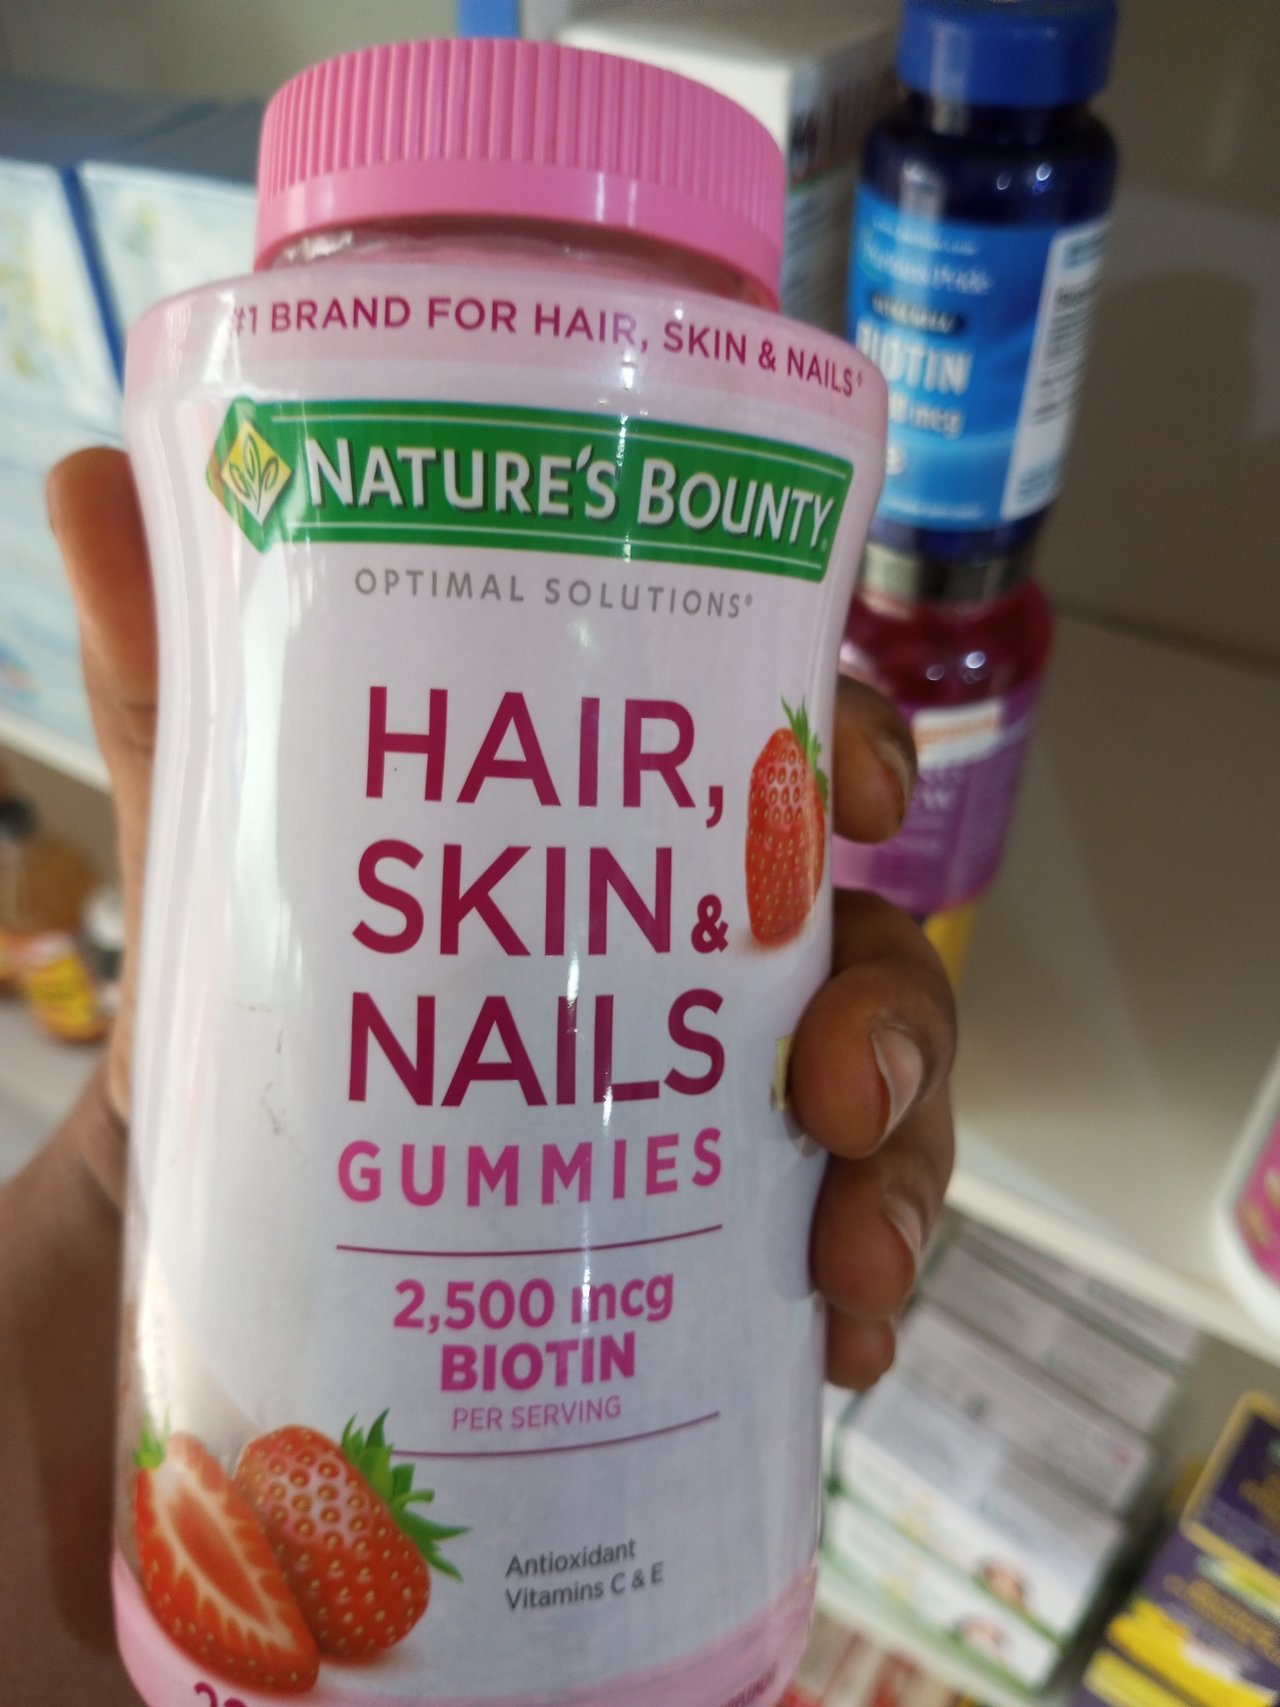 #1 BRAND FOR HAIR, SKIN & NAILS
NATURE'S BOUNTY®
OPTIMAL SOLUTIONS®
HAIR,
SKIN &
NAILS
GUMMIES
2,500 mcg
BIOTIN
PER SERVING
Antioxidant
Vitamins C & E
BIOTIN
mcg